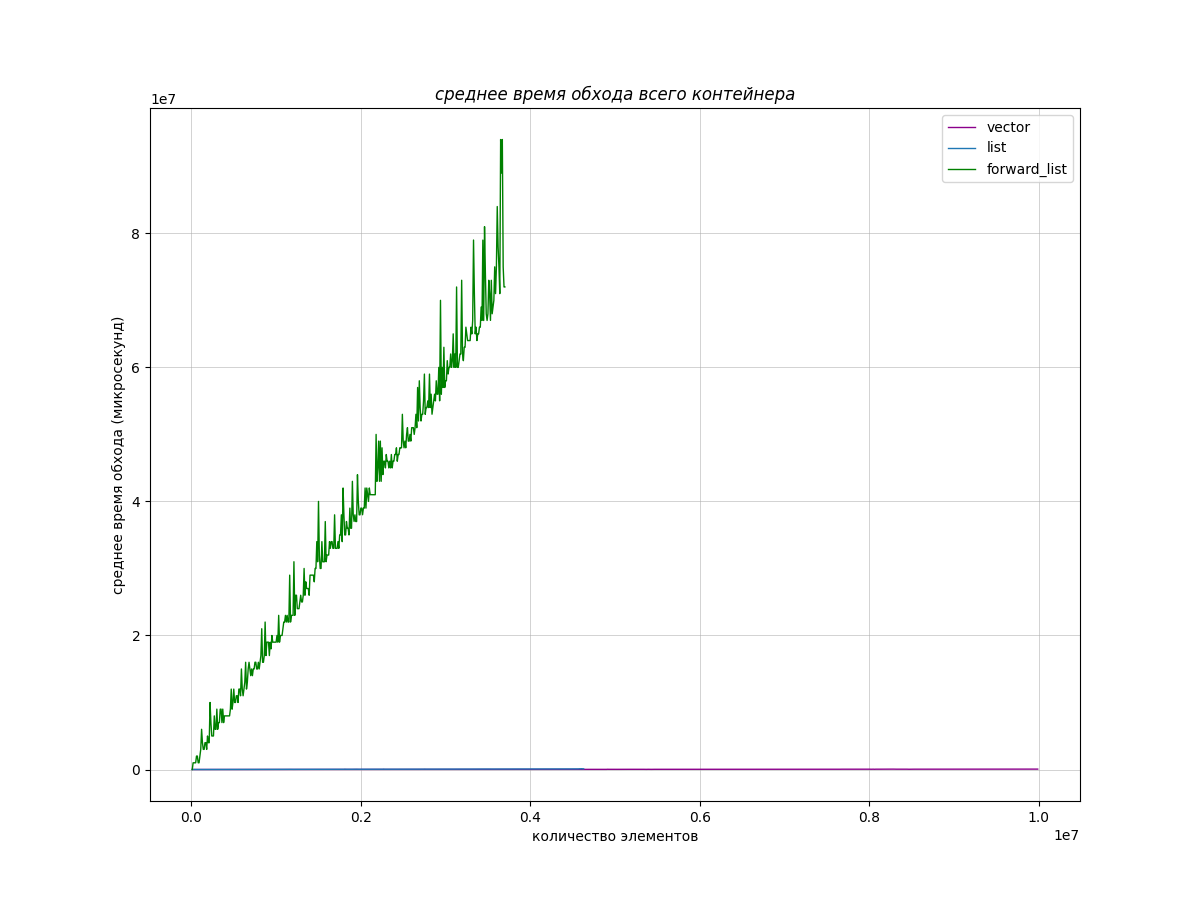 среднее время обхода всего контейнера
1e7
vector
list
forward_list
8
6
4
2
0
среднее время обхода (микросекунд)
0.0 0.2 0.4 0.6 0.8 1.0
количество элементов
1e7